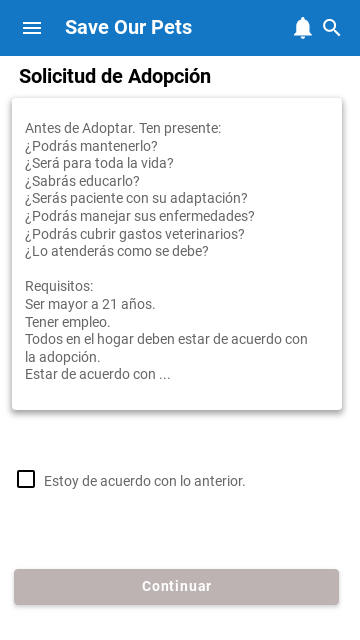 Save Our Pets
Solicitud de Adopción
Antes de Adoptar. Ten presente:
¿Podrás mantenerlo?
¿Será para toda la vida?
¿Sabrás educarlo?
¿Serás paciente con su adaptación?
¿Podrás manejar sus enfermedades?
¿Podrás cubrir gastos veterinarios?
¿Lo atenderás como se debe?
Requisitos:
Ser mayor a 21 años.
Tener empleo.
Todos en el hogar deben estar de acuerdo con
la adopción.
Estar de acuerdo con ...
Estoy de acuerdo con lo anterior.
Continuar